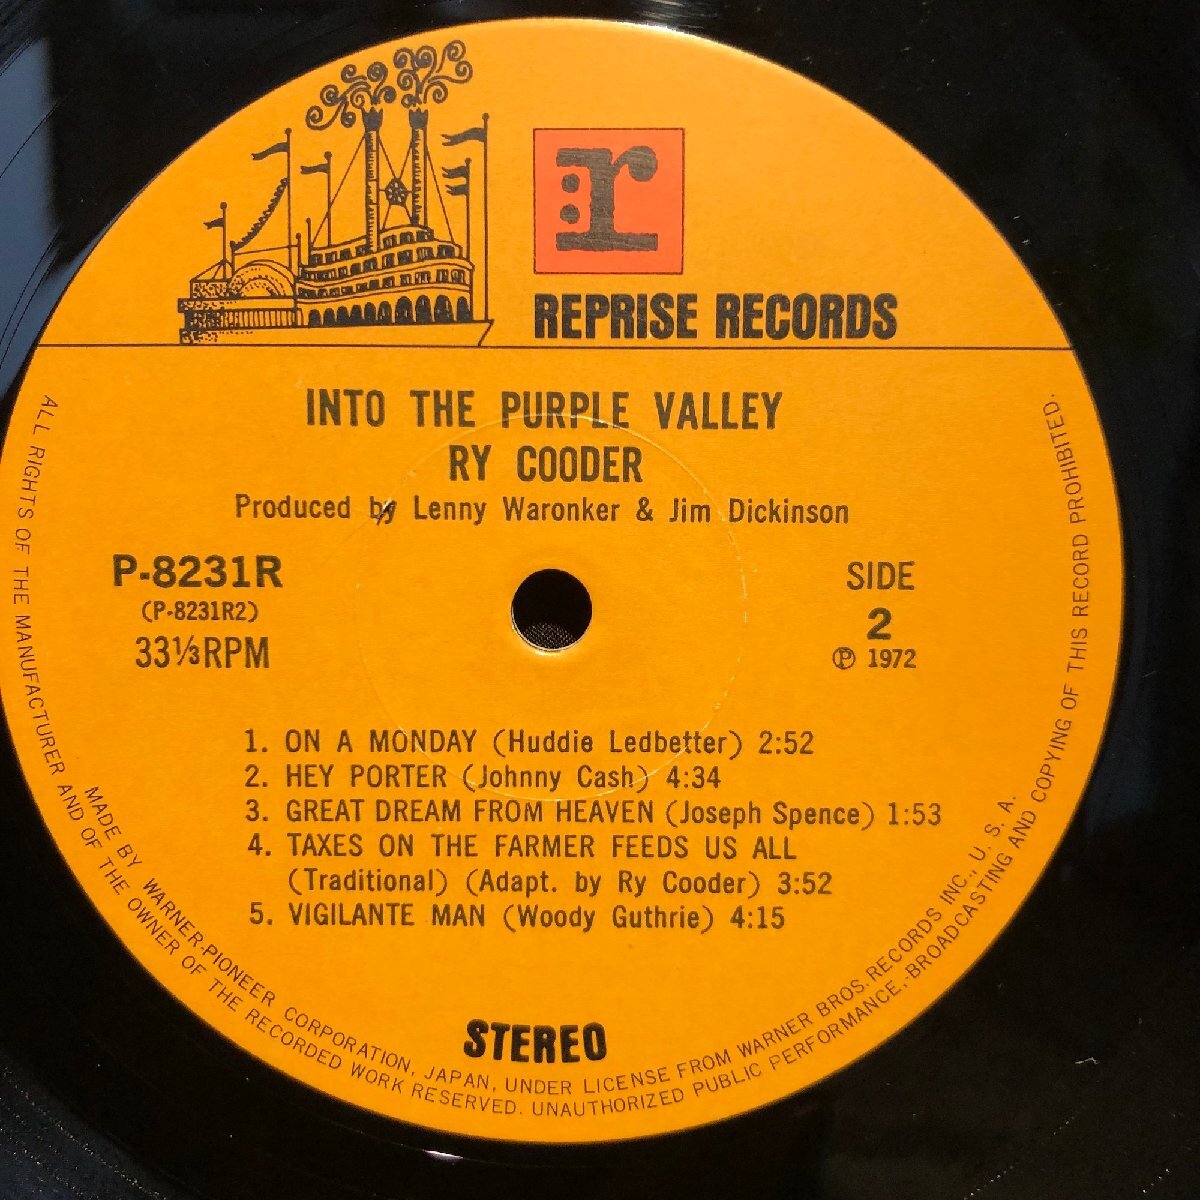 r
REPRISE RECORDS
INTO THE PURPLE VALLEY
RY COODER
Produced by Lenny Waronker & Jim Dickinson
P-8231R
(P-8231R2)
33⅓RPM
SIDE
2
Ⓟ 1972
1. ON A MONDAY (Huddie Ledbetter) 2:52
2. HEY PORTER (Johnny Cash) 4:34
3. GREAT DREAM FROM HEAVEN (Joseph Spence) 1:53
4. TAXES ON THE FARMER FEEDS US ALL
(Traditional) (Adapt. by Ry Cooder) 3:52
5. VIGILANTE MAN (Woody Guthrie) 4:15
STEREO
MADE BY WARNER-PIONEER CORPORATION, JAPAN, UNDER LICENSE FROM WARNER BROS. RECORDS INC., U. S. A.
ALL RIGHTS OF THE MANUFACTURER AND OF THE OWNER OF THE RECORDED WORK RESERVED. UNAUTHORIZED PUBLIC PERFORMANCE, BROADCASTING AND COPYING OF THIS RECORD PROHIBITED.